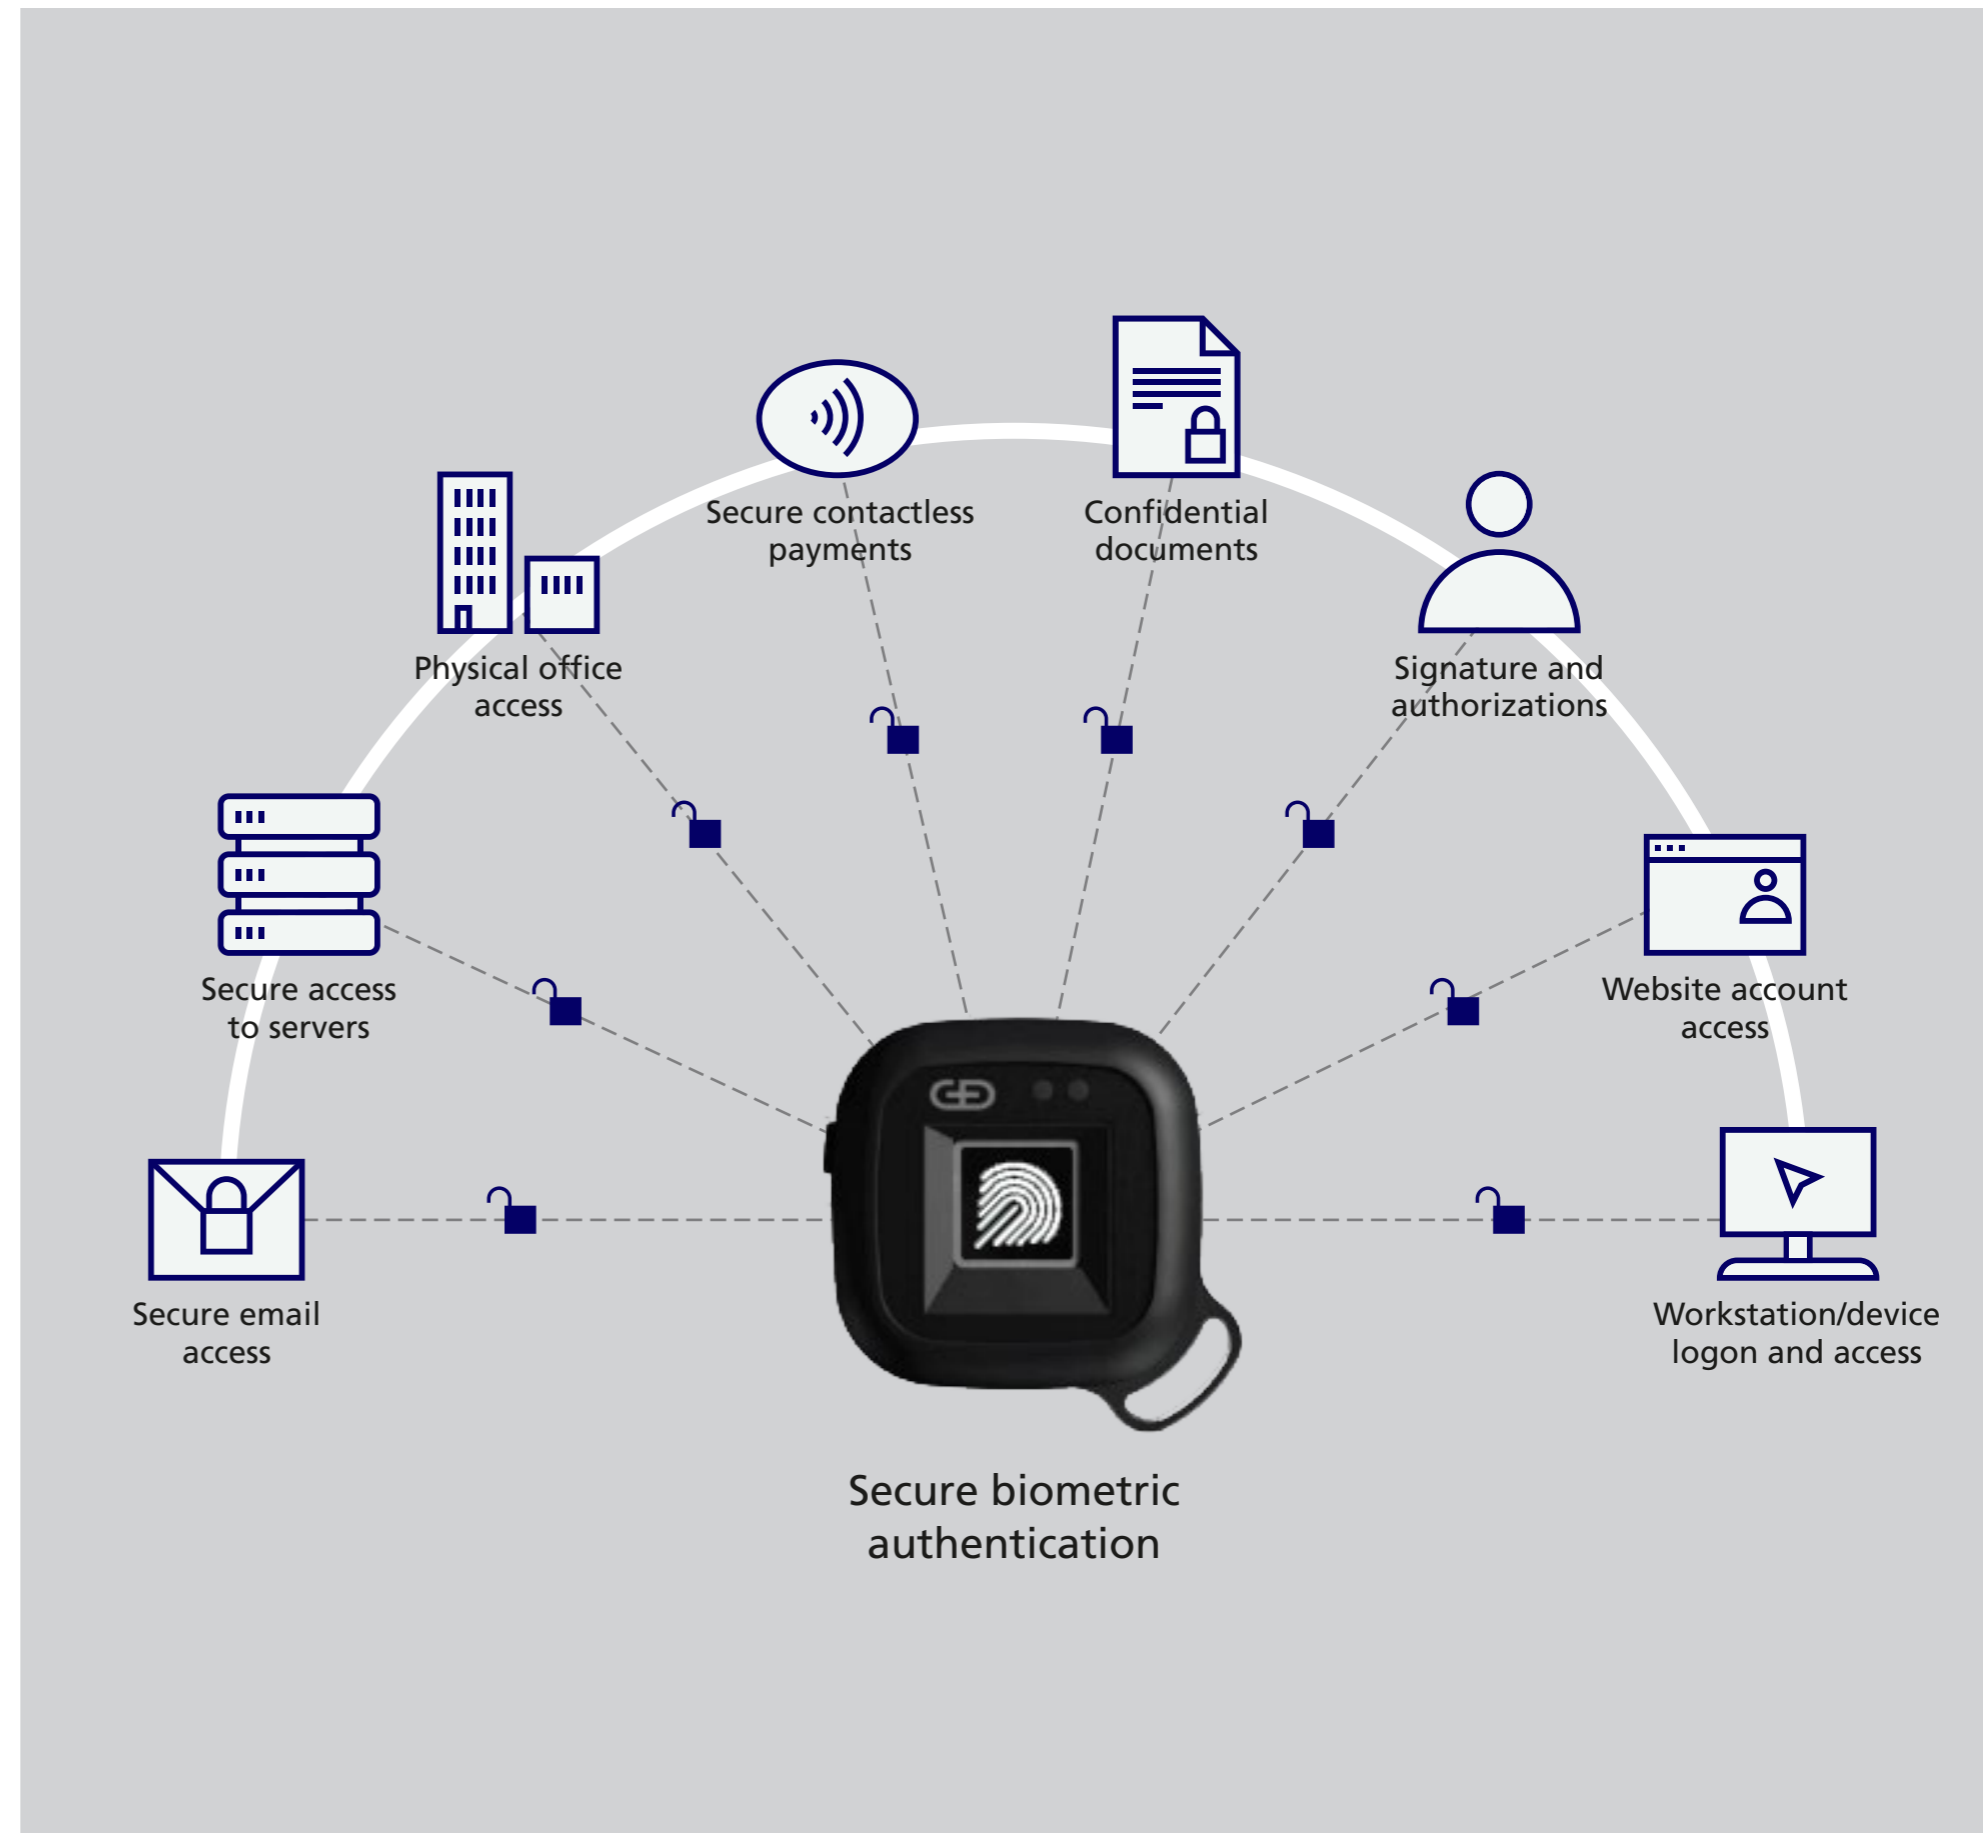 Secure contactless
payments
Confidential
documents
Physical office
access
Signature and
authorizations
Secure access
to servers
Website account
access
G+D
Secure email
access
Workstation/device
logon and access
Secure biometric
authentication